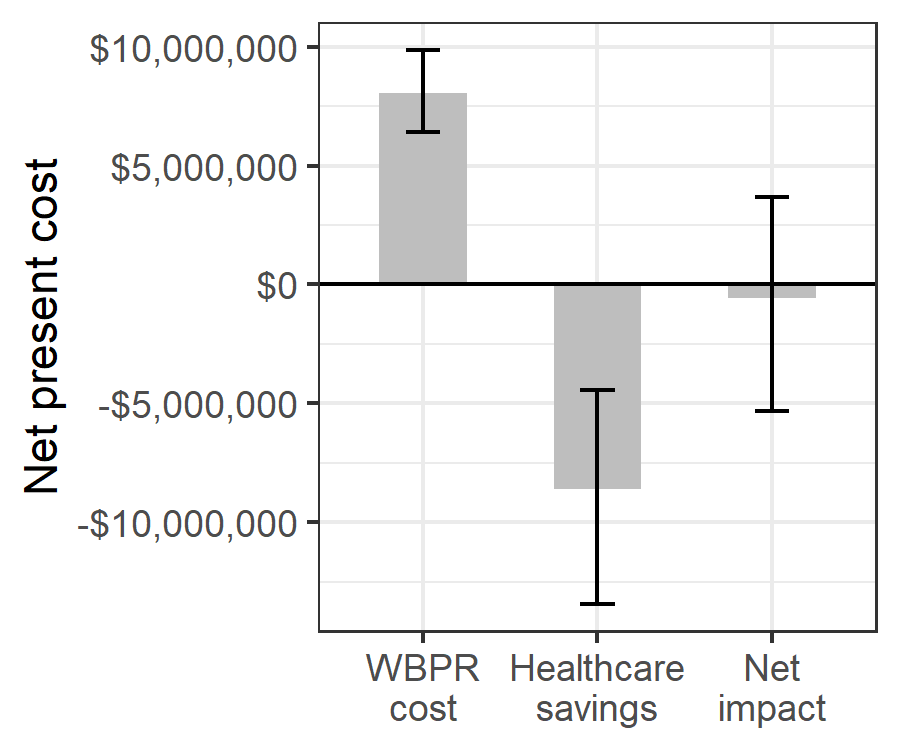 $10,000,000
$5,000,000
$0
-$5,000,000
-$10,000,000
Net present cost
WBPR
cost
Healthcare
savings
Net
impact